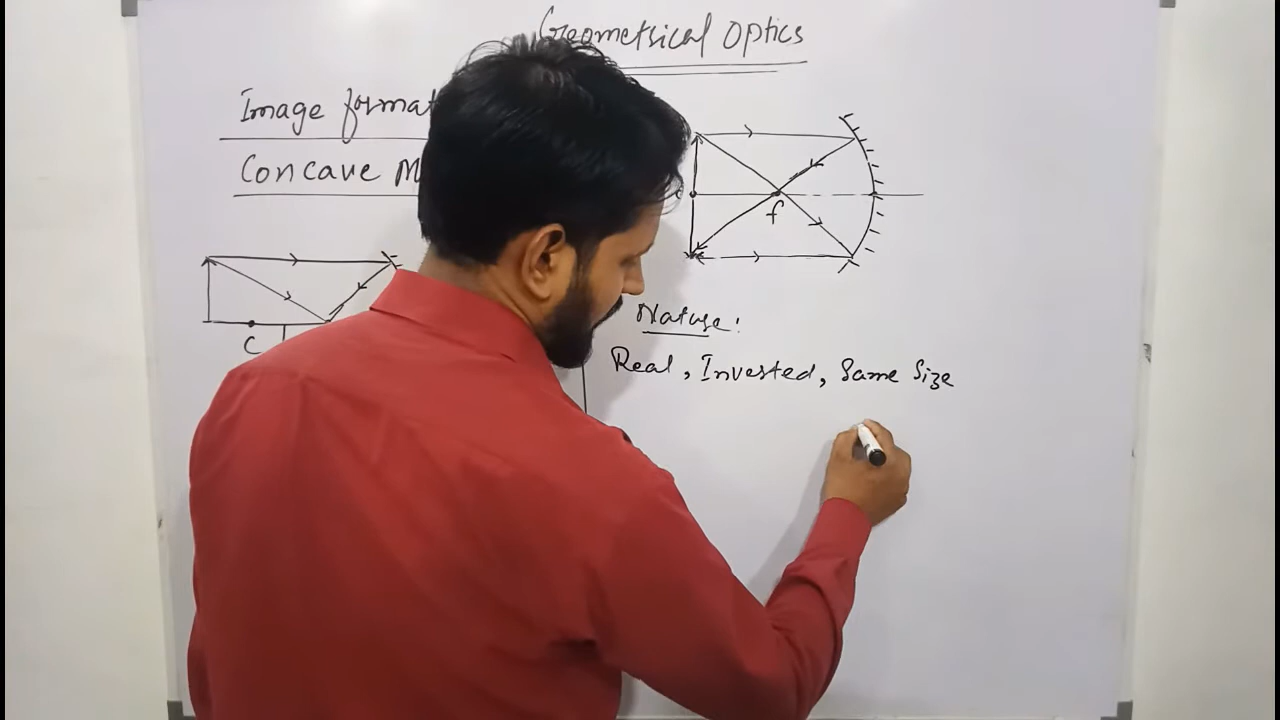 Geometrical Optics
Image format
Concave M
f
C
Nature:
Real, Inverted, Same Size